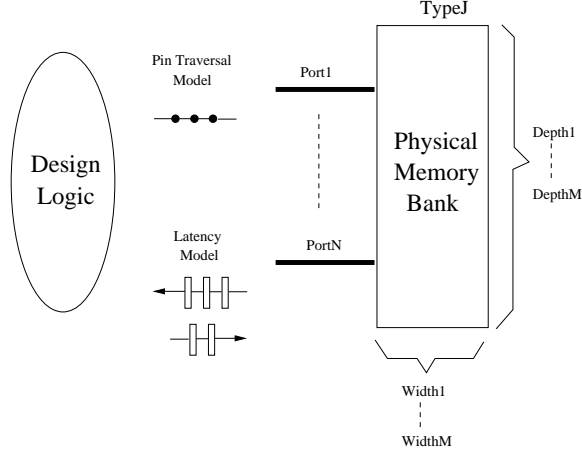 TypeJ
Pin Traversal
Model
Port1
Design
Logic
Physical
Memory
Bank
Depth1
DepthM
Latency
Model
PortN
Width1
WidthM